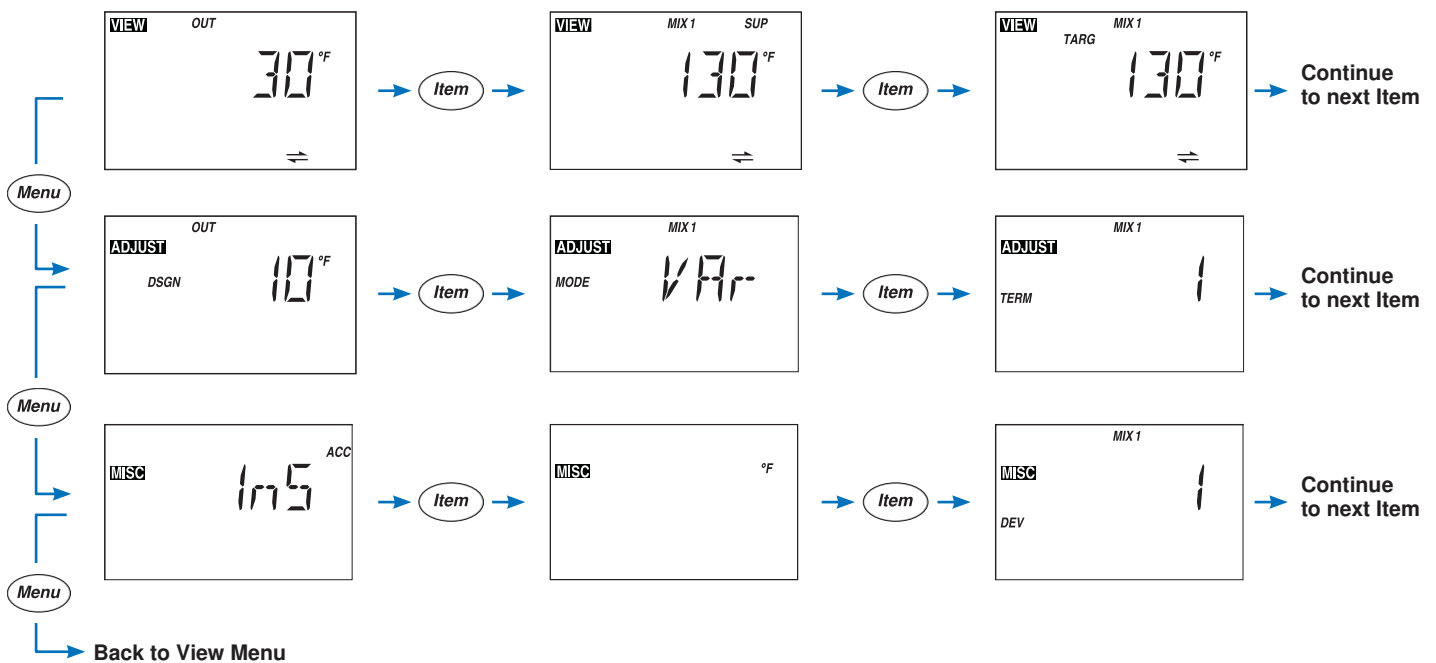 VIEW OUT
30°F
Item
VIEW MIX 1 SUP
130°F
Item
VIEW MIX 1
TARG
130°F
Continue
to next Item
Menu
OUT
ADJUST
DSGN 10°F
Item
MIX 1
ADJUST
MODE VAr
Item
MIX 1
ADJUST
TERM 1
Continue
to next Item
Menu
ACC
MISC InS
Item
MISC °F
Item
MIX 1
MISC 1
DEV
Continue
to next Item
Menu
Back to View Menu